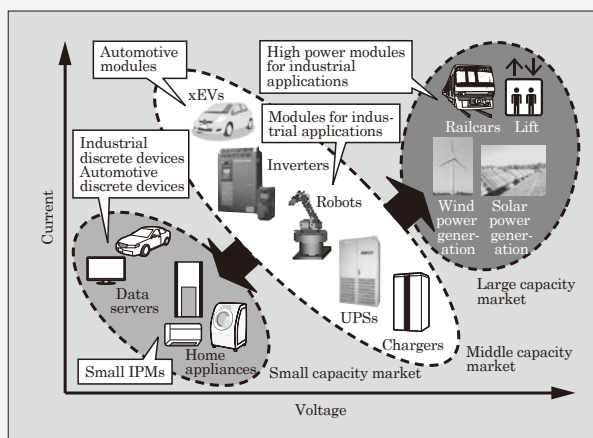 Automotive
modules
xEVs
High power modules
for industrial
applications
Railcars
Lift
Modules for indus-
trial applications
Industrial
discrete devices
Automotive
discrete devices
Inverters
Robots
Wind
power
gener-
ation
Solar
power
gener-
ation
Large capacity
market
Current
Data
servers
UPSs
Chargers
Home
appliances
Small IPMs
Small capacity market
Middle capacity
market
Voltage